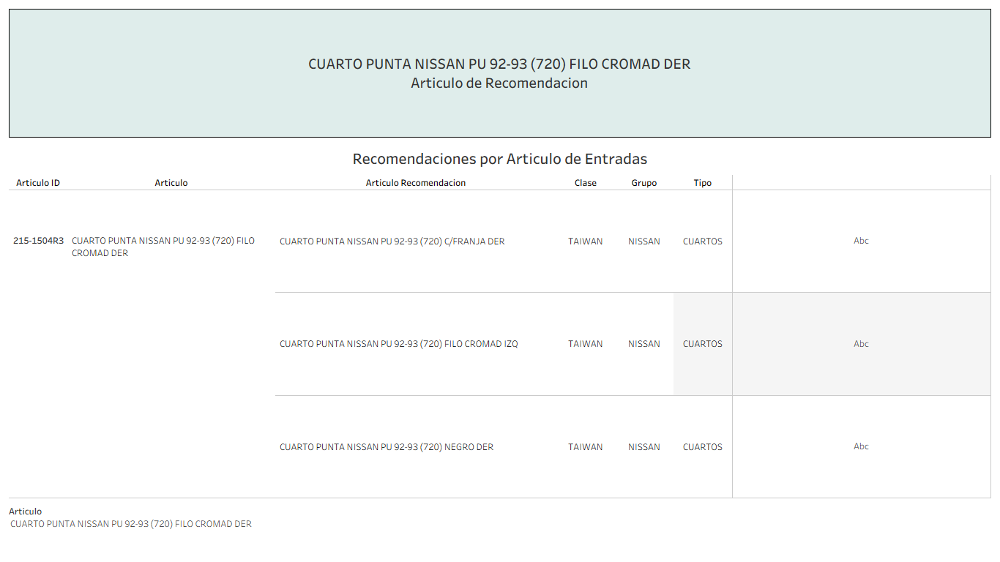 CUARTO PUNTA NISSAN PU 92-93 (720) FILO CROMAD DER
Articulo de Recomendacion
Recomendaciones por Articulo de Entradas
Articulo ID Articulo Articulo Recomendacion Clase Grupo Tipo
215-1504R3 CUARTO PUNTA NISSAN PU 92-93 (720) FILO CROMAD DER CUARTO PUNTA NISSAN PU 92-93 (720) C/FRANJA DER TAIWAN NISSAN CUARTOS Abc
CUARTO PUNTA NISSAN PU 92-93 (720) FILO CROMAD IZQ TAIWAN NISSAN CUARTOS Abc
CUARTO PUNTA NISSAN PU 92-93 (720) NEGRO DER TAIWAN NISSAN CUARTOS Abc
Articulo
CUARTO PUNTA NISSAN PU 92-93 (720) FILO CROMAD DER